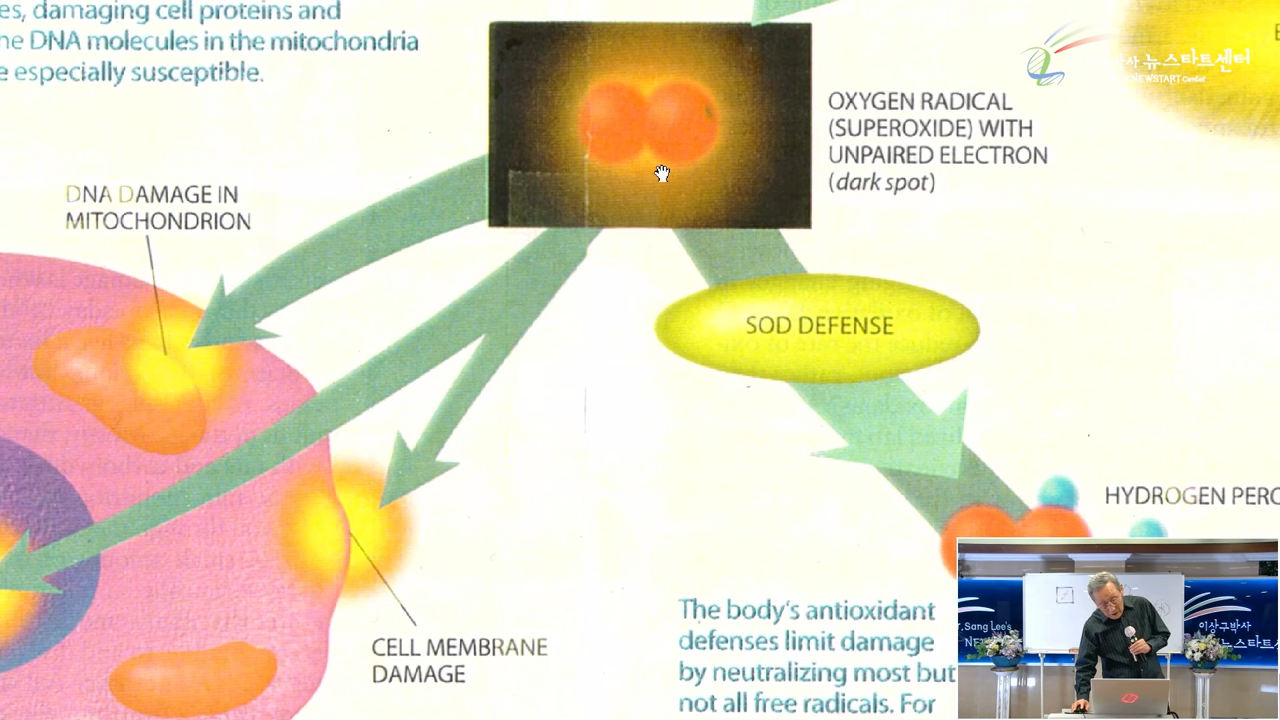 es, damaging cell proteins and
he DNA molecules in the mitochondria
e especially susceptible.
OXYGEN RADICAL
(SUPEROXIDE) WITH
UNPAIRED ELECTRON
(dark spot)
뉴스타트센터
NEWSTART Center
DNA DAMAGE IN
MITOCHONDRION
SOD DEFENSE
HYDROGEN PERO
CELL MEMBRANE
DAMAGE
The body's antioxidant
defenses limit damage
by neutralizing most but
not all free radicals. For
r.Sang Lee's
NE
이상구박사
뉴스타트